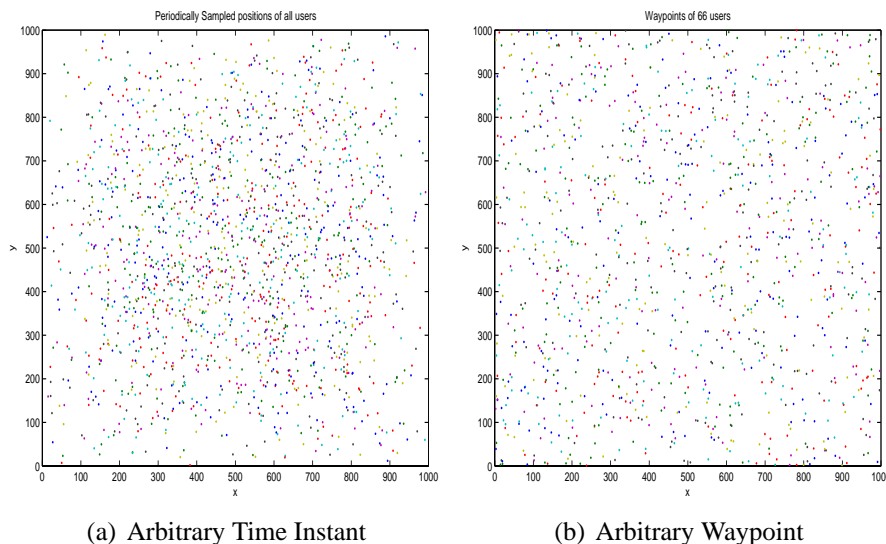 Periodically Sampled positions of all users
1000
900
800
700
600
500
400
300
200
100
0
y
0 100 200 300 400 500 600 700 800 900 1000
x
(a) Arbitrary Time Instant
Waypoints of 66 users
1000
900
800
700
600
500
400
300
200
100
0
y
0 100 200 300 400 500 600 700 800 900 100
x
(b) Arbitrary Waypoint